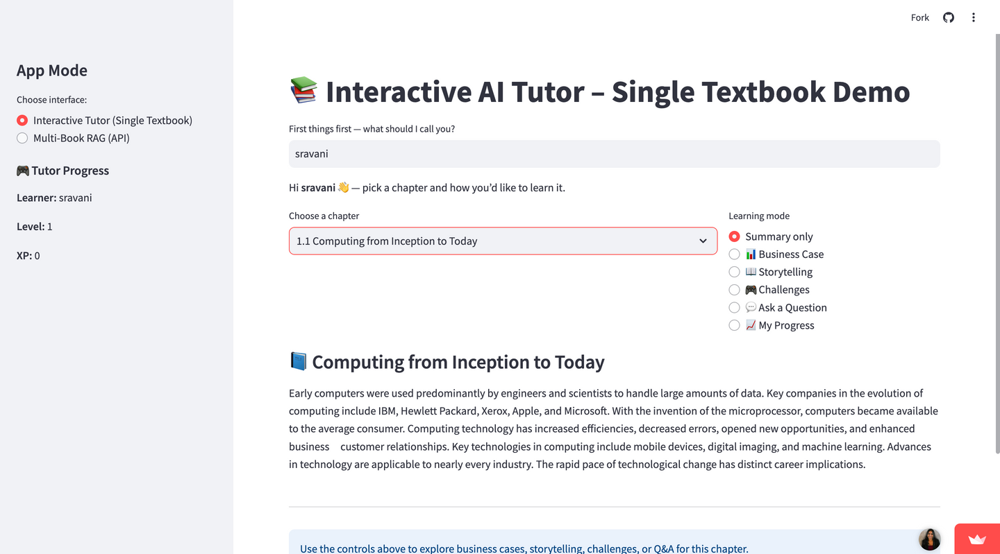 Fork
App Mode
Choose interface:
Interactive Tutor (Single Textbook)
Multi-Book RAG (API)
Tutor Progress
Learner: sravani
Level: 1
XP: 0
Interactive AI Tutor – Single Textbook Demo
First things first — what should I call you?
sravani
Hi sravani 👋 — pick a chapter and how you’d like to learn it.
Choose a chapter
1.1 Computing from Inception to Today
Learning mode
Summary only
Business Case
Storytelling
Challenges
Ask a Question
My Progress
Computing from Inception to Today
Early computers were used predominantly by engineers and scientists to handle large amounts of data. Key companies in the evolution of
computing include IBM, Hewlett Packard, Xerox, Apple, and Microsoft. With the invention of the microprocessor, computers became available
to the average consumer. Computing technology has increased efficiencies, decreased errors, opened new opportunities, and enhanced
business customer relationships. Key technologies in computing include mobile devices, digital imaging, and machine learning. Advances
in technology are applicable to nearly every industry. The rapid pace of technological change has distinct career implications.
Use the controls above to explore business cases, storytelling, challenges, or Q&A for this chapter.